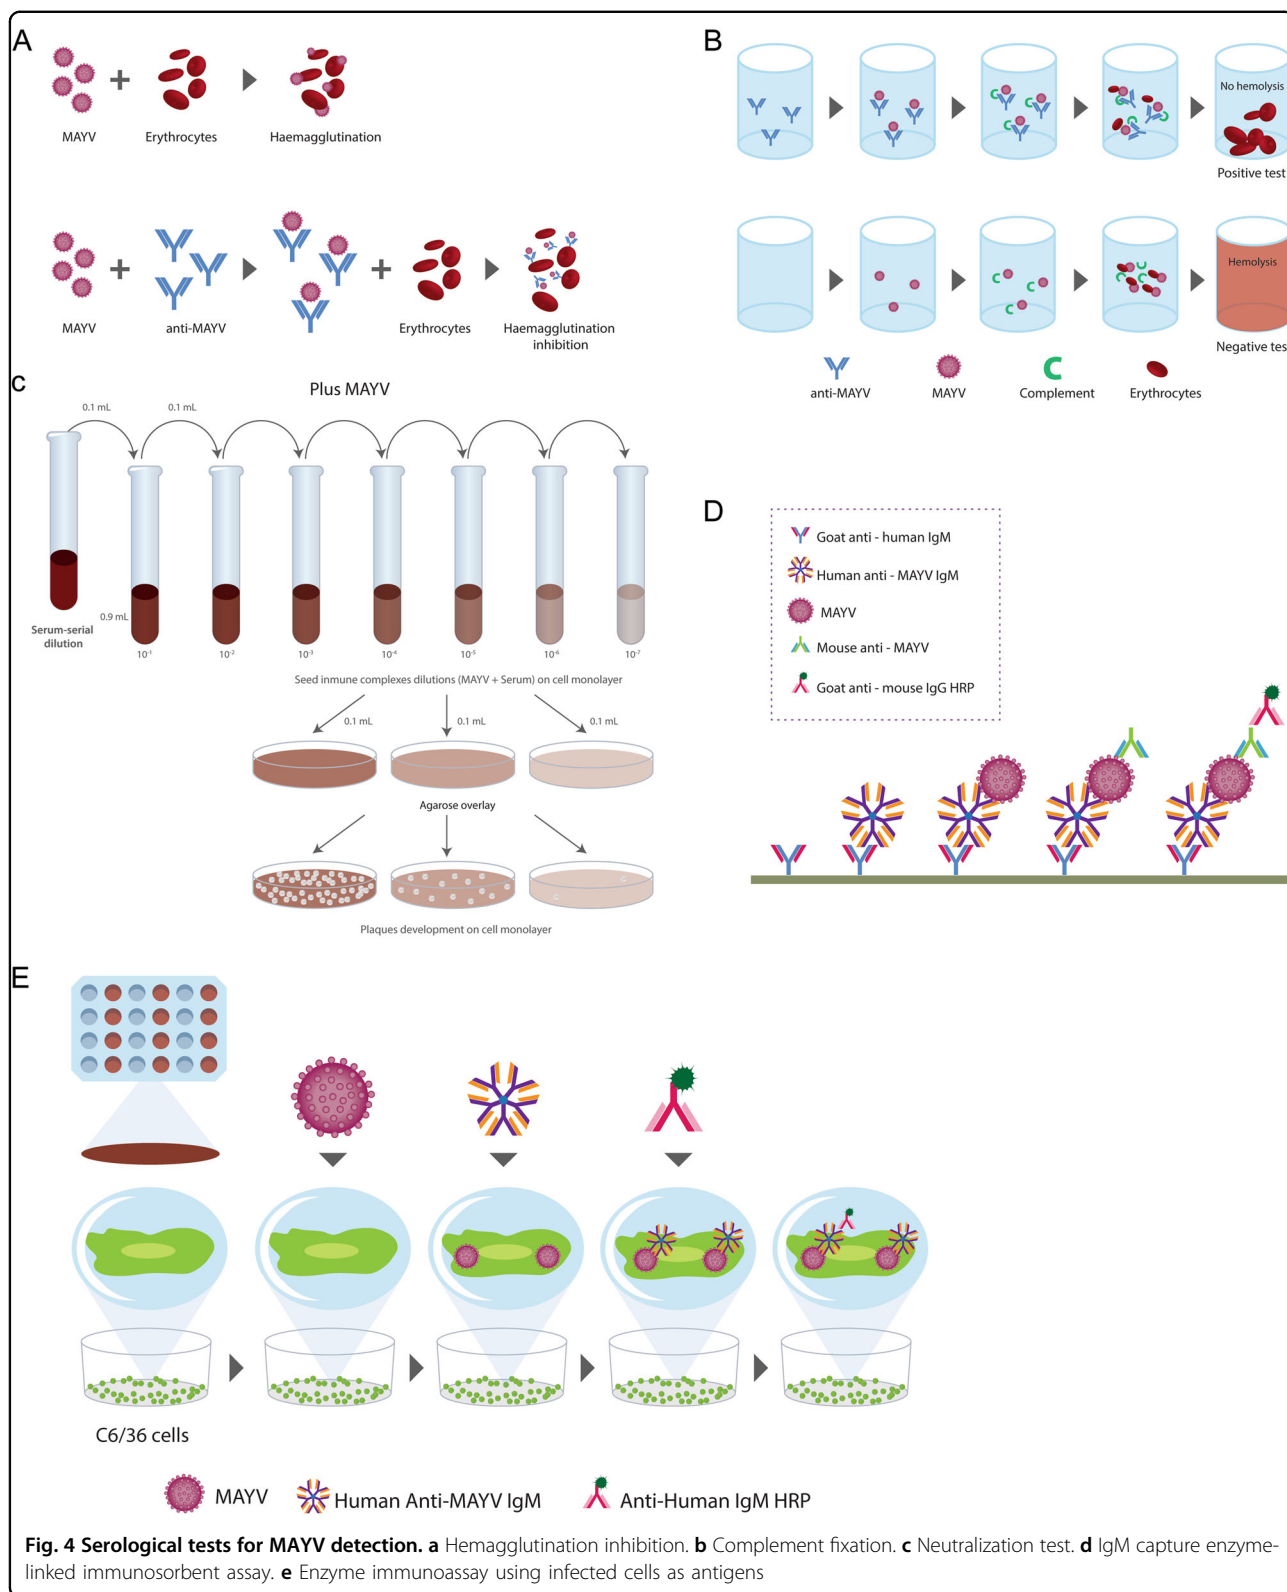 A
MAYV
Erythrocytes
Haemagglutination
MAYV
anti-MAYV
Erythrocytes
Haemagglutination
inhibition
B
No hemolysis
Positive test
Hemolysis
Negative test
anti-MAYV
MAYV
Complement
Erythrocytes
C
Plus MAYV
0.1 mL
0.1 mL
0.9 mL
Serum-serial
dilution
10-1
10-2
10-3
10-4
10-5
10-6
10-7
Seed inmune complexes dilutions (MAYV + Serum) on cell monolayer
0.1 mL
0.1 mL
0.1 mL
Agarose overlay
Plaques development on cell monolayer
D
Goat anti - human IgM
Human anti - MAYV IgM
MAYV
Mouse anti - MAYV
Goat anti - mouse IgG HRP
E
C6/36 cells
MAYV
Human Anti-MAYV IgM
Anti-Human IgM HRP
Fig. 4 Serological tests for MAYV detection. a Hemagglutination inhibition. b Complement fixation. c Neutralization test. d IgM capture enzyme-
linked immunosorbent assay. e Enzyme immunoassay using infected cells as antigens